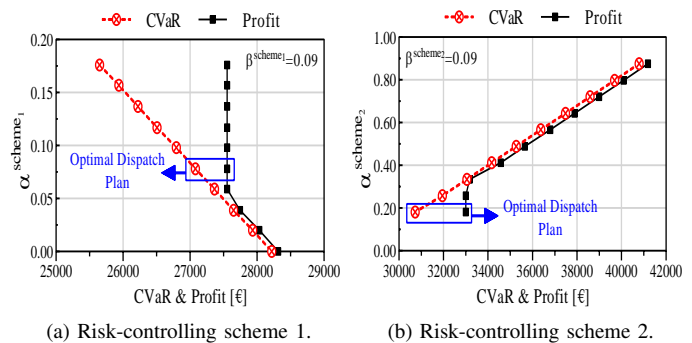 CVaR Profit
0.20
0.15
0.10
0.05
0.00
α scheme₁
β scheme₁=0.09
Optimal Dispatch
Plan
25000 26000 27000 28000 29000
CVaR & Profit [€]
(a) Risk-controlling scheme 1.
CVaR Profit
1.00
0.80
0.60
0.40
0.20
0.00
α scheme₂
β scheme₂=0.09
Optimal Dispatch
Plan
30000 32000 34000 36000 38000 40000 42000
CVaR & Profit [€]
(b) Risk-controlling scheme 2.